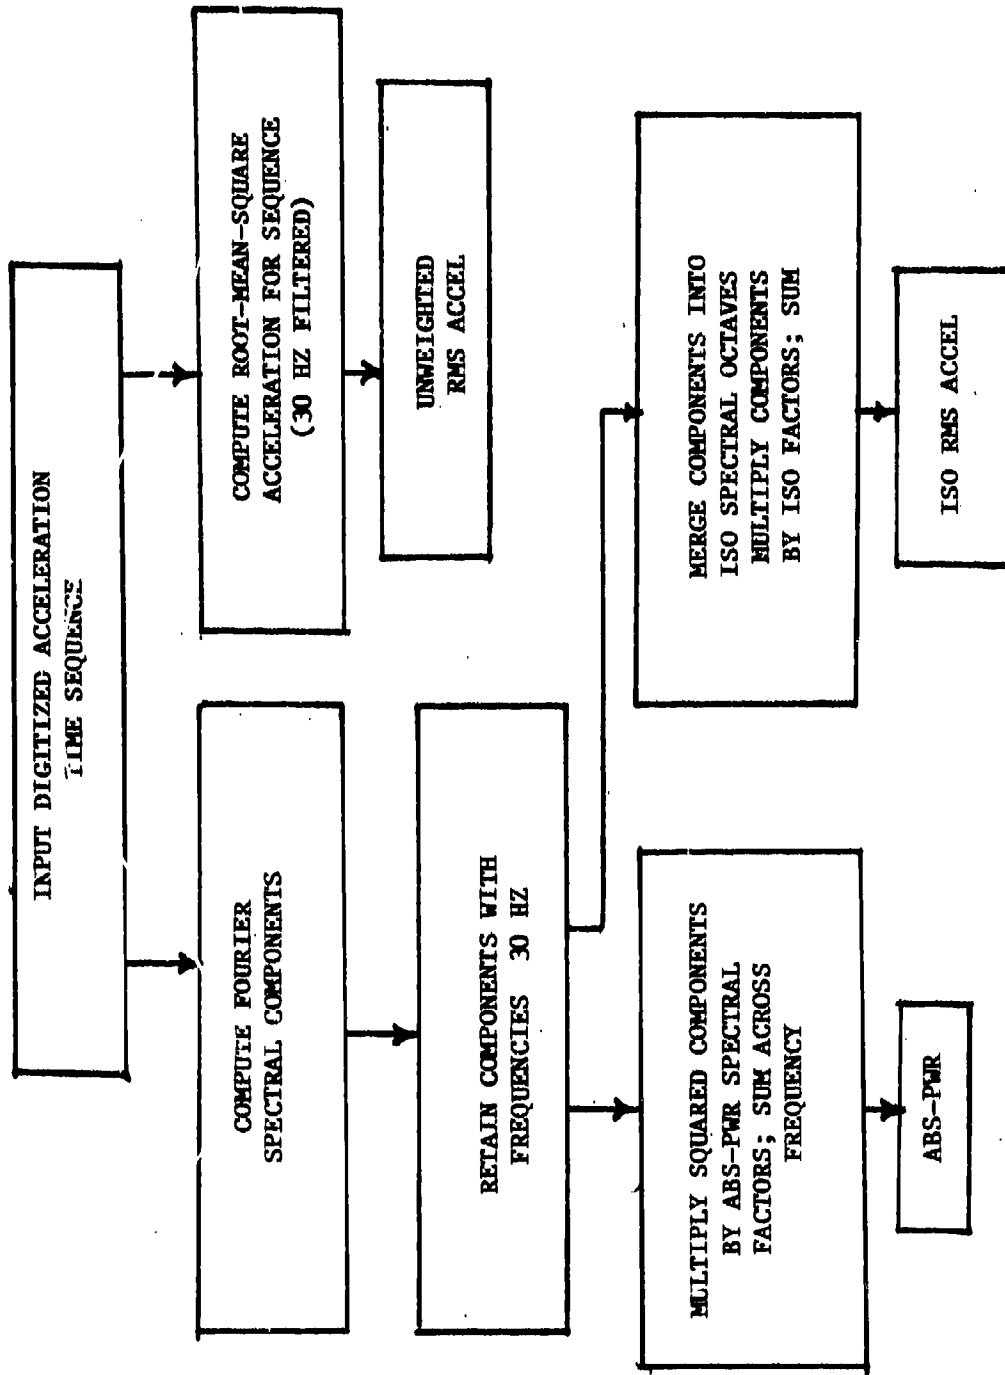 INPUT DIGITIZED ACCELERATION
TIME SEQUENCE
COMPUTE FOURIER
SPECTRAL COMPONENTS
COMPUTE ROOT-MEAN-SQUARE
ACCELERATION FOR SEQUENCE
(30 HZ FILTERED)
UNWEIGHTED
RMS ACCEL
RETAIN COMPONENTS WITH
FREQUENCIES 30 HZ
MULTIPLY SQUARED COMPONENTS
BY ABS-PWR SPECTRAL
FACTORS; SUM ACROSS
FREQUENCY
MERGE COMPONENTS INTO
ISO SPECTRAL OCTAVES
MULTIPLY COMPONENTS
BY ISO FACTORS; SUM
ABS-PWR
ISO RMS ACCEL